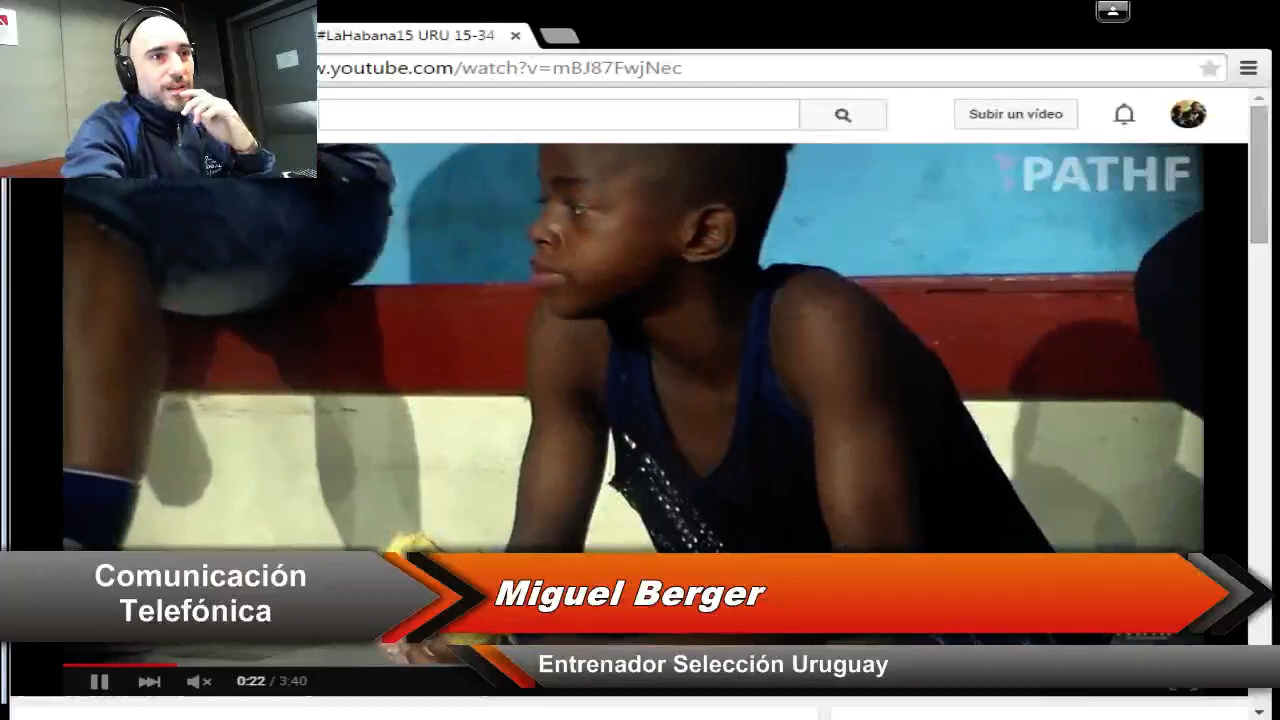 #LaHabana15 URU 15-34
w.youtube.com/watch?v=mBJ87FwjNec
Subir un vídeo
PATHF
Comunicación
Telefónica
Miguel Berger
Entrenador Selección Uruguay
0:22 / 3:40